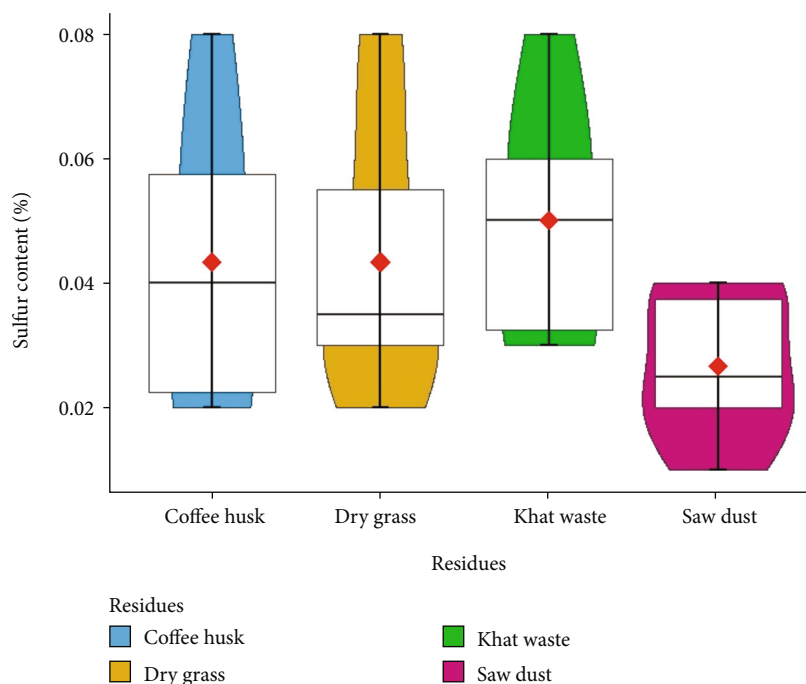 Sulfur content (%)
0.08
0.06
0.04
0.02
Coffee husk
Dry grass
Khat waste
Saw dust
Residues
Residues
Coffee husk
Khat waste
Dry grass
Saw dust